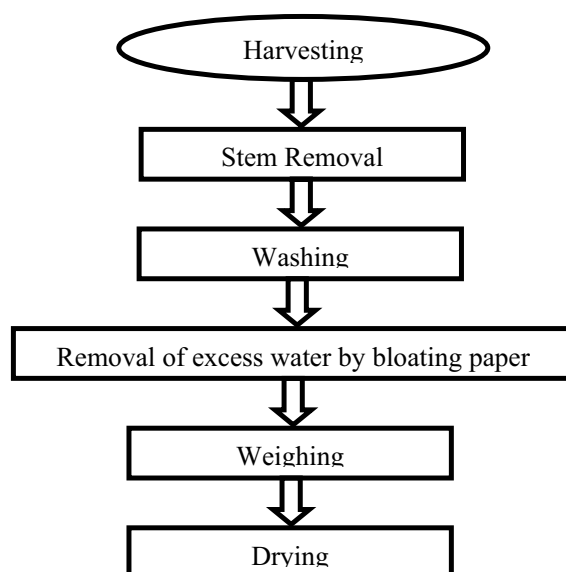 Harvesting
Stem Removal
Washing
Removal of excess water by bloating paper
Weighing
Drying